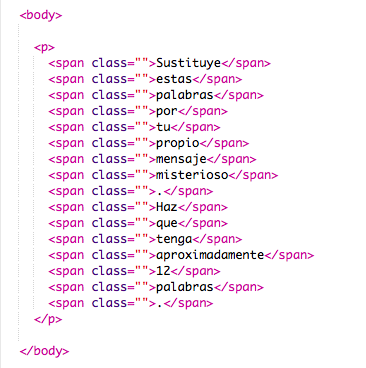 <body>
<p>
<span class="">Sustituye</span>
<span class="">estas</span>
<span class="">palabras</span>
<span class="">por</span>
<span class="">tu</span>
<span class="">propio</span>
<span class="">mensaje</span>
<span class="">misterioso</span>
<span class="">.</span>
<span class="">Haz</span>
<span class="">que</span>
<span class="">tenga</span>
<span class="">aproximadamente</span>
<span class="">12</span>
<span class="">palabras</span>
<span class="">.</span>
</p>
</body>